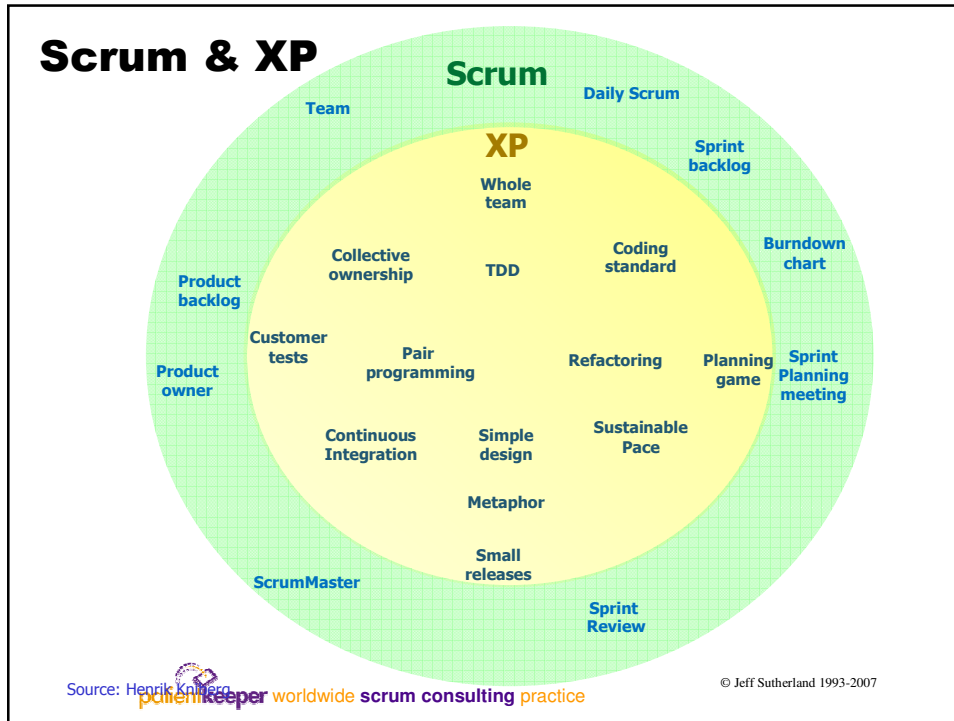 Scrum & XP
Scrum
Daily Scrum
Team
XP
Sprint
backlog
Whole
team
Collective
ownership
TDD
Coding
standard
Burndown
chart
Product
backlog
Customer
tests
Pair
programming
Refactoring
Planning
game
Sprint
Planning
meeting
Product
owner
Continuous
Integration
Simple
design
Sustainable
Pace
Metaphor
Small
releases
ScrumMaster
Sprint
Review
Source: Henrik Kniberg
patientkeeper worldwide scrum consulting practice
© Jeff Sutherland 1993-2007